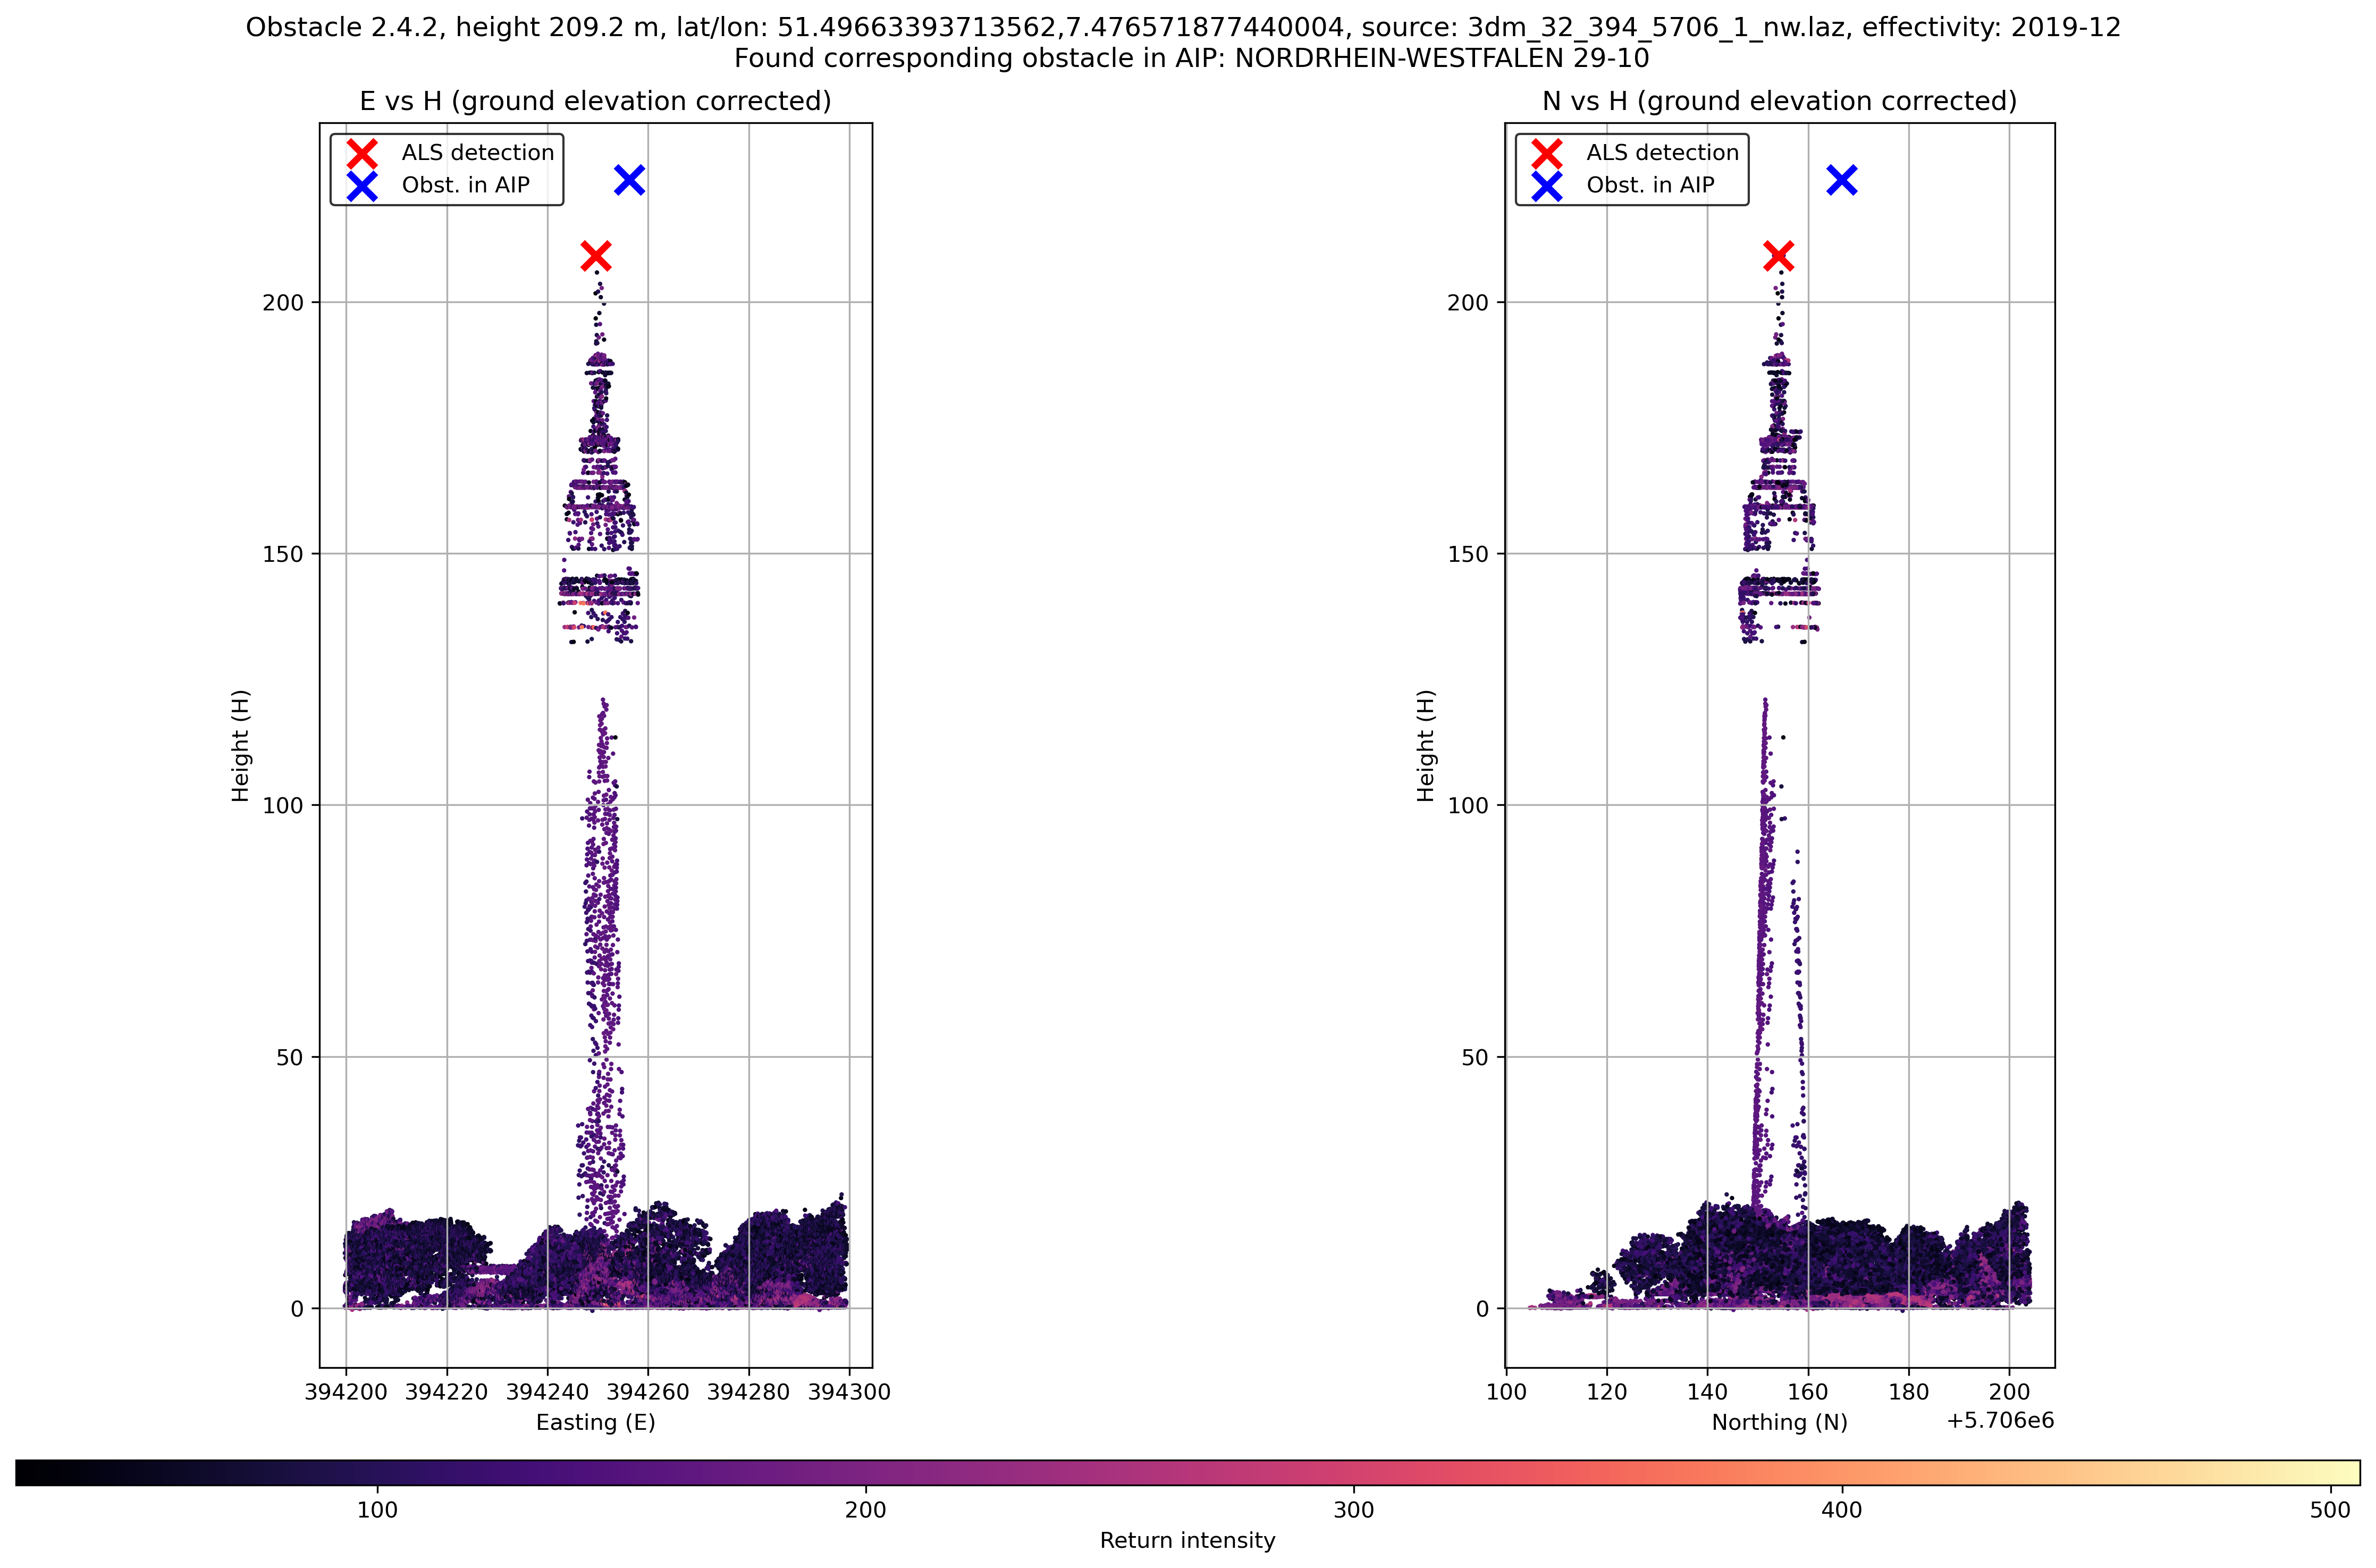 Obstacle 2.4.2, height 209.2 m, lat/lon: 51.49663393713562,7.476571877440004, source: 3dm_32_394_5706_1_nw.laz, effectivity: 2019-12
Found corresponding obstacle in AIP: NORDRHEIN-WESTFALEN 29-10
E vs H (ground elevation corrected)
ALS detection
Obst. in AIP
200
150
100
50
0
Height (H)
394200 394220 394240 394260 394280 394300
Easting (E)
N vs H (ground elevation corrected)
ALS detection
Obst. in AIP
200
150
100
50
0
Height (H)
100 120 140 160 180 200
Northing (N) +5.706e6
100 200 300 400 500
Return intensity